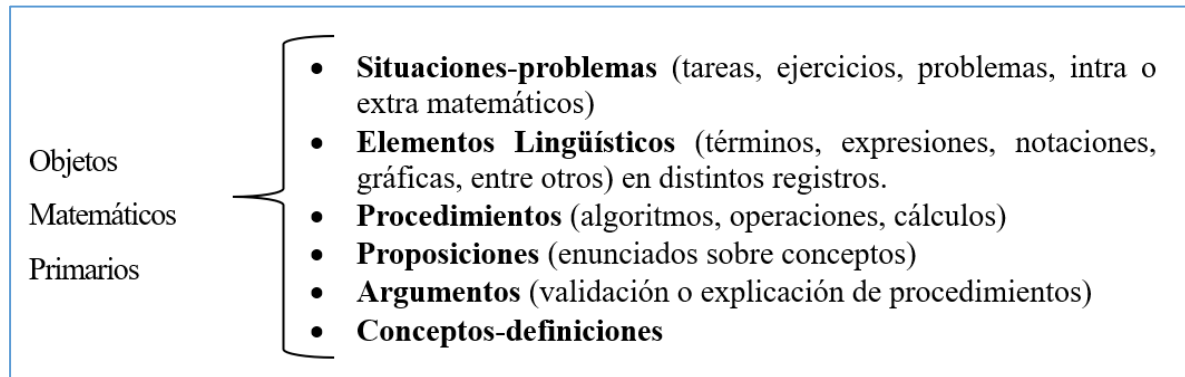 Objetos
Matemáticos
Primarios
• Situaciones-problemas (tareas, ejercicios, problemas, intra o
extra matemáticos)
• Elementos Lingüísticos (términos, expresiones, notaciones,
gráficas, entre otros) en distintos registros.
• Procedimientos (algoritmos, operaciones, cálculos)
• Proposiciones (enunciados sobre conceptos)
• Argumentos (validación o explicación de procedimientos)
• Conceptos-definiciones